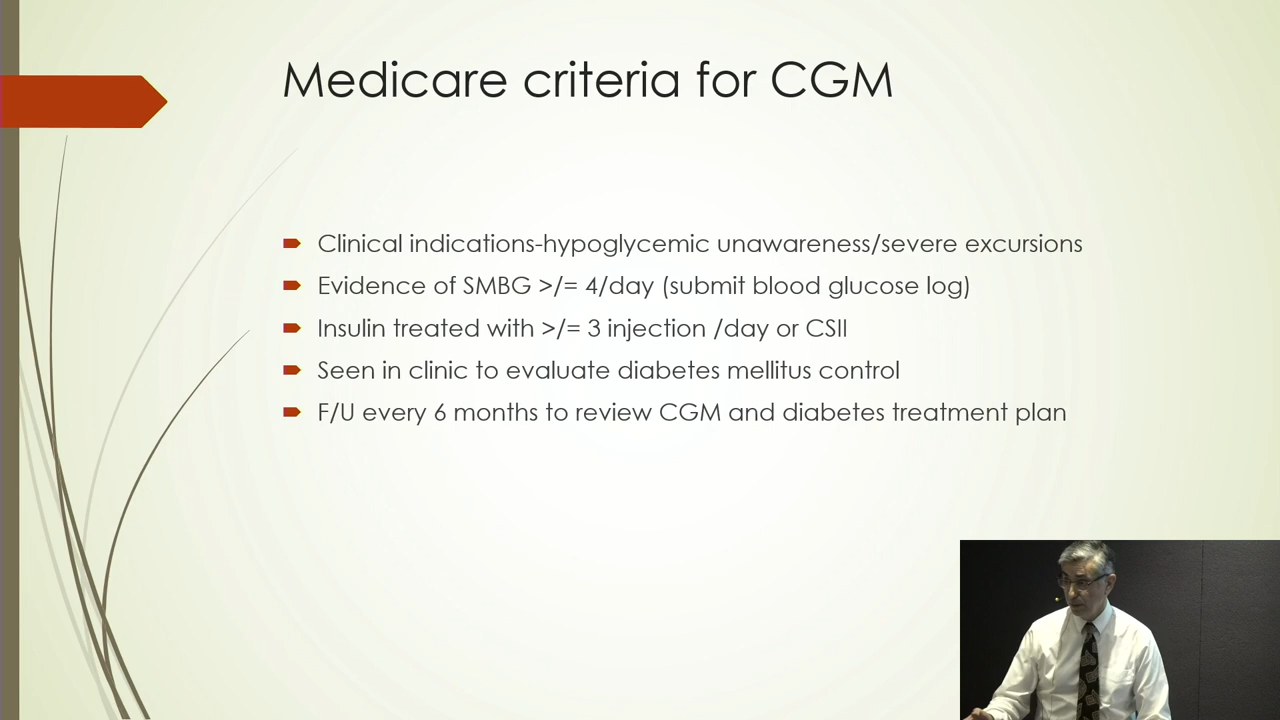 Medicare criteria for CGM
Clinical indications-hypoglycemic unawareness/severe excursions
Evidence of SMBG >/= 4/day (submit blood glucose log)
Insulin treated with >/= 3 injection /day or CSII
Seen in clinic to evaluate diabetes mellitus control
F/U every 6 months to review CGM and diabetes treatment plan